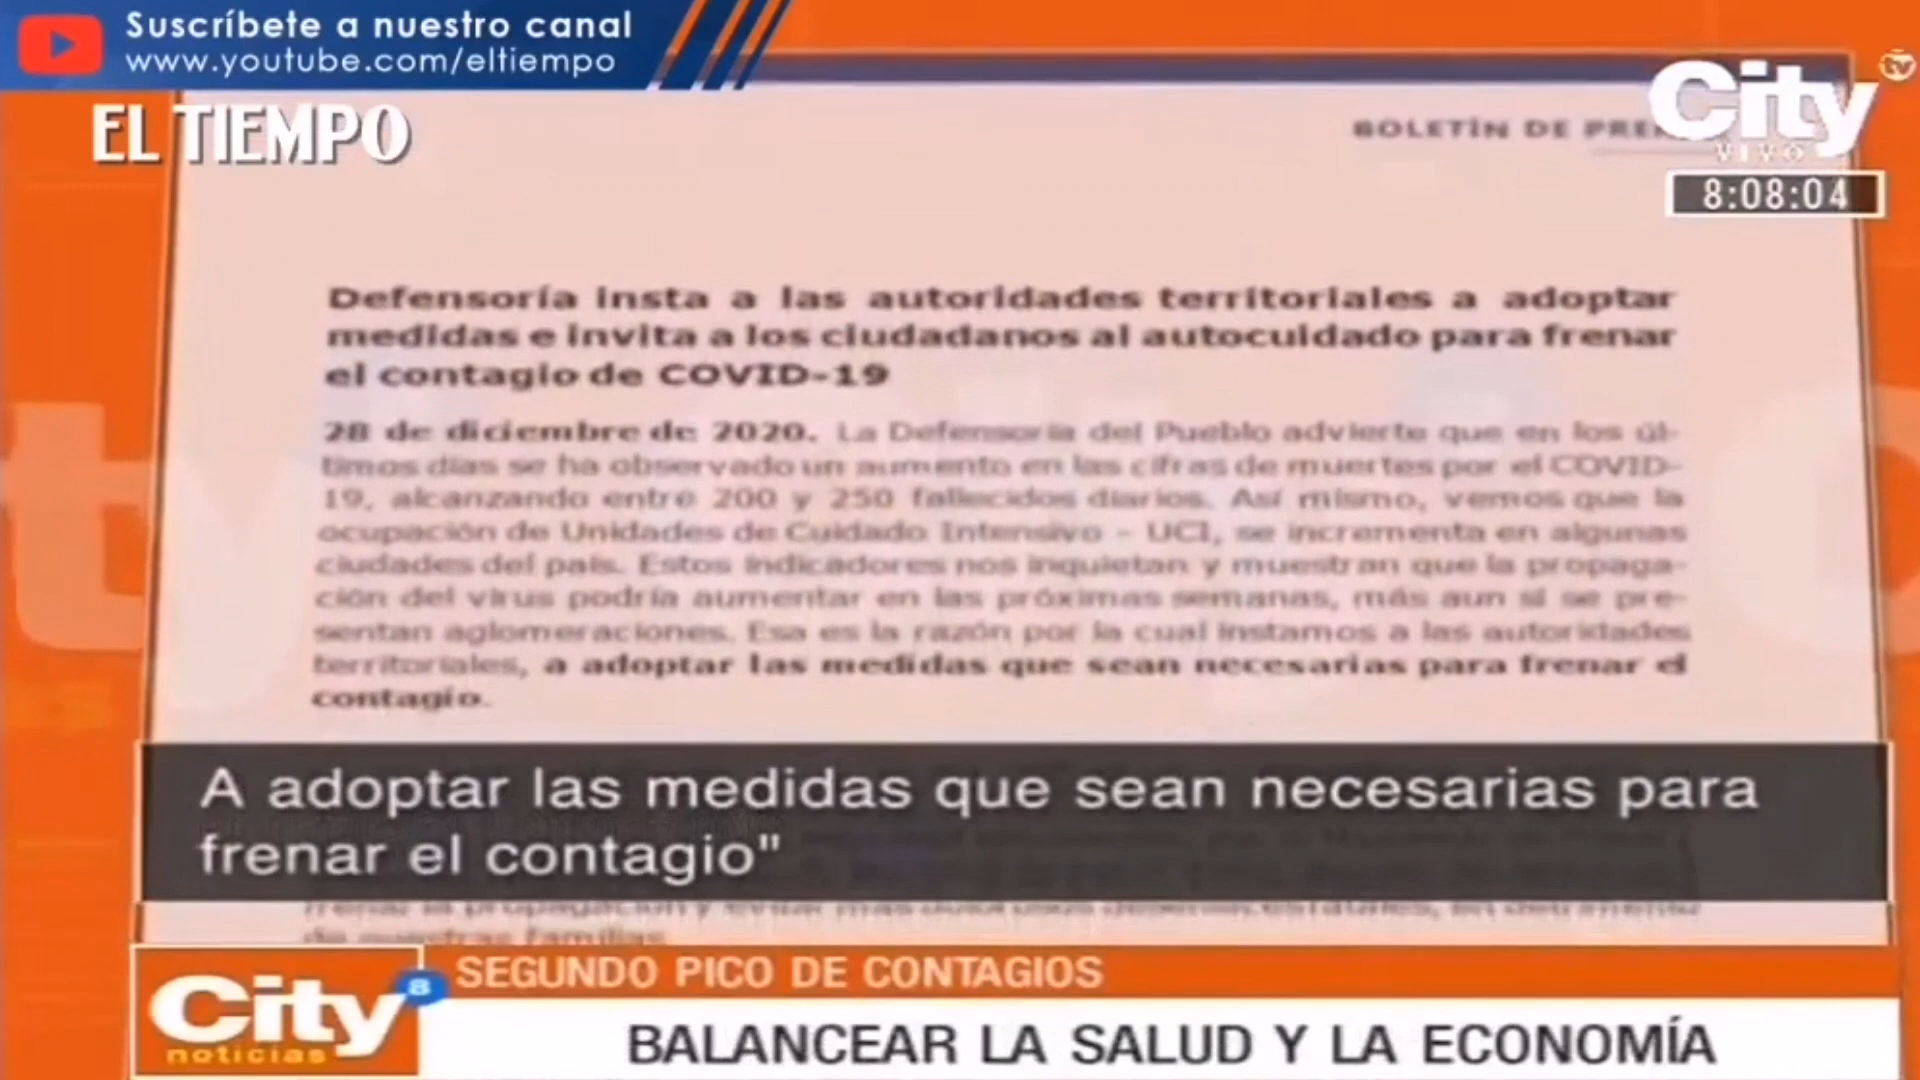 Suscríbete a nuestro canal
www.youtube.com/eltiempo
EL TIEMPO
City tv
VIVO
8:08:04
BOLETÍN DE
Defensoría insta a las autoridades territoriales a adoptar
medidas e invita a los ciudadanos al autocuidado para frenar
el contagio de COVID-19
28 de diciembre de 2020. La Defensoría del Pueblo advierte que en los úl-
timos días se ha observado un aumento en las cifras de muertes por el COVID-
19, alcanzando entre 200 y 250 fallecidos diarios. Así mismo, vemos que la
ocupación de Unidades de Cuidado Intensivo - UCI, se incrementa en algunas
ciudades del país. Estos indicadores nos inquietan y muestran que la propaga-
ción del virus podría aumentar en las próximas semanas, más aun si se pre-
sentan aglomeraciones. Esa es la razón por la cual instamos a las autoridades
territoriales, a adoptar las medidas que sean necesarias para frenar el
contagio.
A adoptar las medidas que sean necesarias para
frenar el contagio"
de nuestras familias
City 8
noticias
SEGUNDO PICO DE CONTAGIOS
BALANCEAR LA SALUD Y LA ECONOMÍA